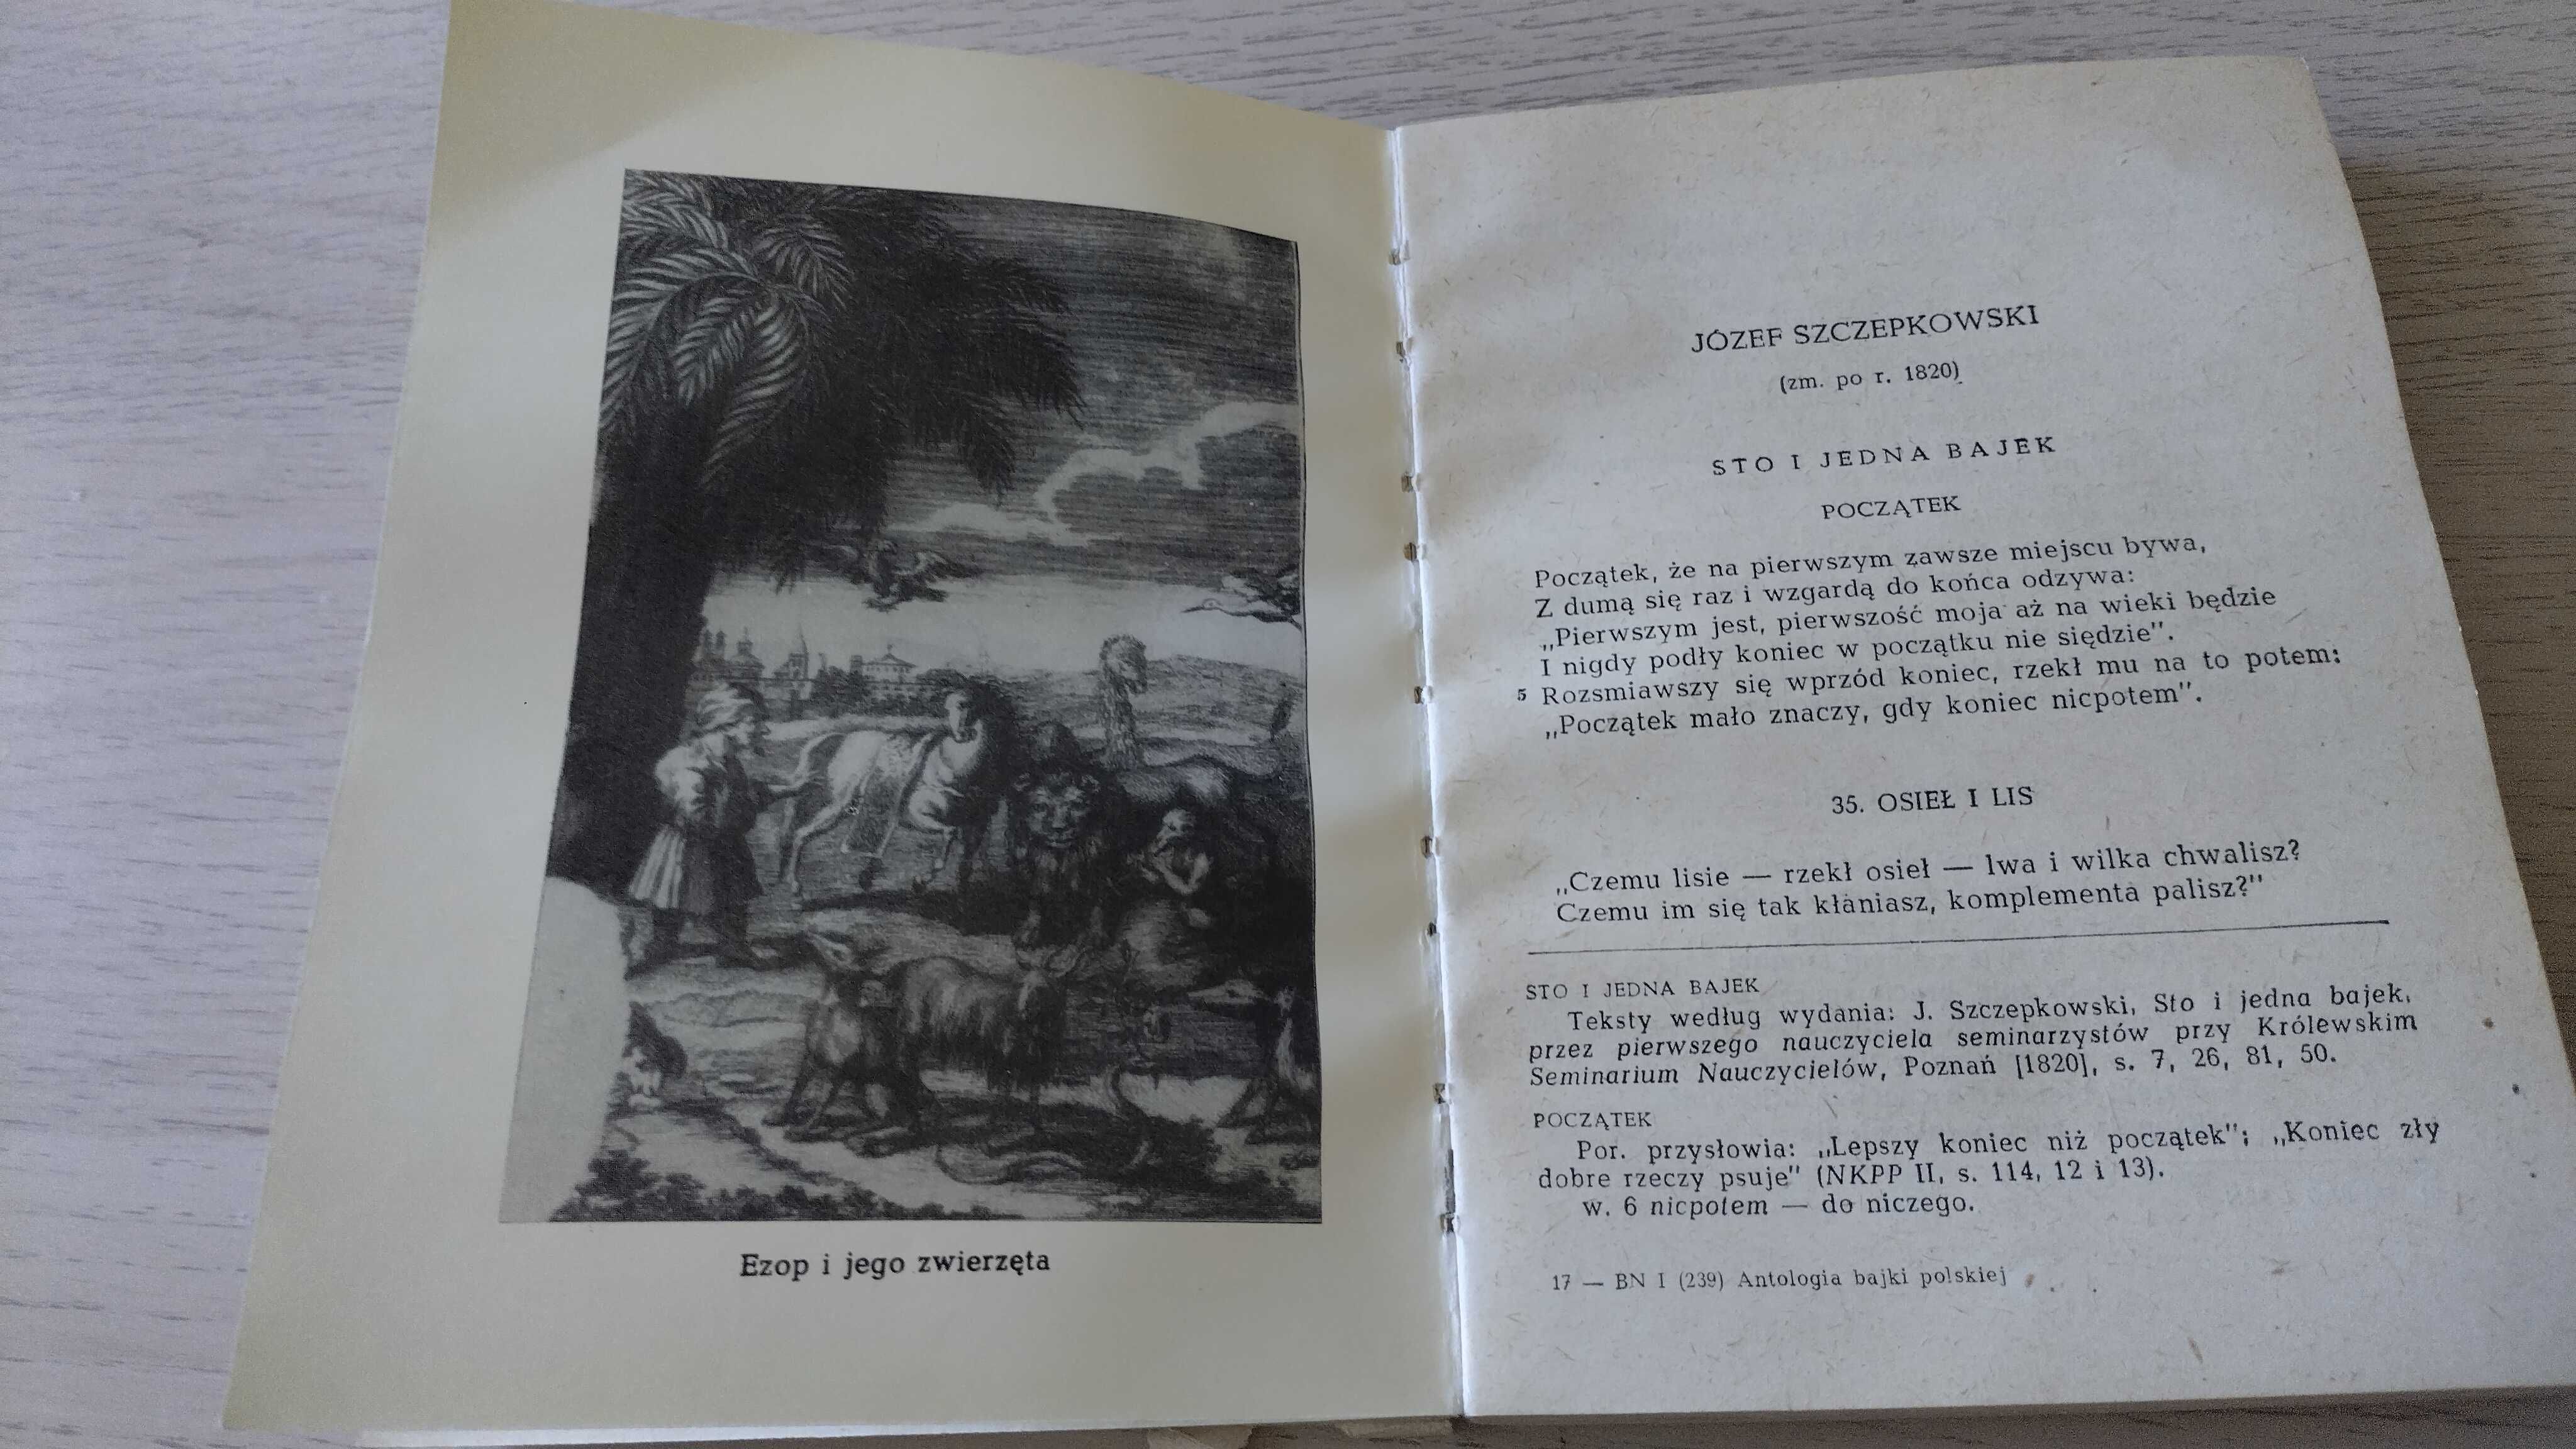 Ezop i jego zwierzęta
JÓZEF SZCZEPKOWSKI
(zm. po r. 1820)
STO I JEDNA BAJEK
POCZĄTEK
Początek, że na pierwszym zawsze miejscu bywa,
Z dumą się raz i wzgardą do końca odzywa:
„Pierwszym jest, pierwszość moja aż na wieki będzie
I nigdy podły koniec w początku nie siędzie".
5 Rozsmiawszy się wprzód koniec, rzekł mu na to potem:
„Początek mało znaczy, gdy koniec nicpotem".
35. OSIEŁ I LIS
„Czemu lisie — rzekł osieł — lwa i wilka chwalisz?
Czemu im się tak kłaniasz, komplementa palisz?"
STO I JEDNA BAJEK
Teksty według wydania: J. Szczepkowski, Sto i jedna bajek,
przez pierwszego nauczyciela seminarzystów przy Królewskim
Seminarium Nauczycielów, Poznań [1820], s. 7, 26, 81, 50.
POCZĄTEK
Por. przysłowia: „Lepszy koniec niż początek"; „Koniec zły
dobre rzeczy psuje" (NKPP II, s. 114, 12 i 13).
w. 6 nicpotem — do niczego.
17 — BN I (239) Antologia bajki polskiej